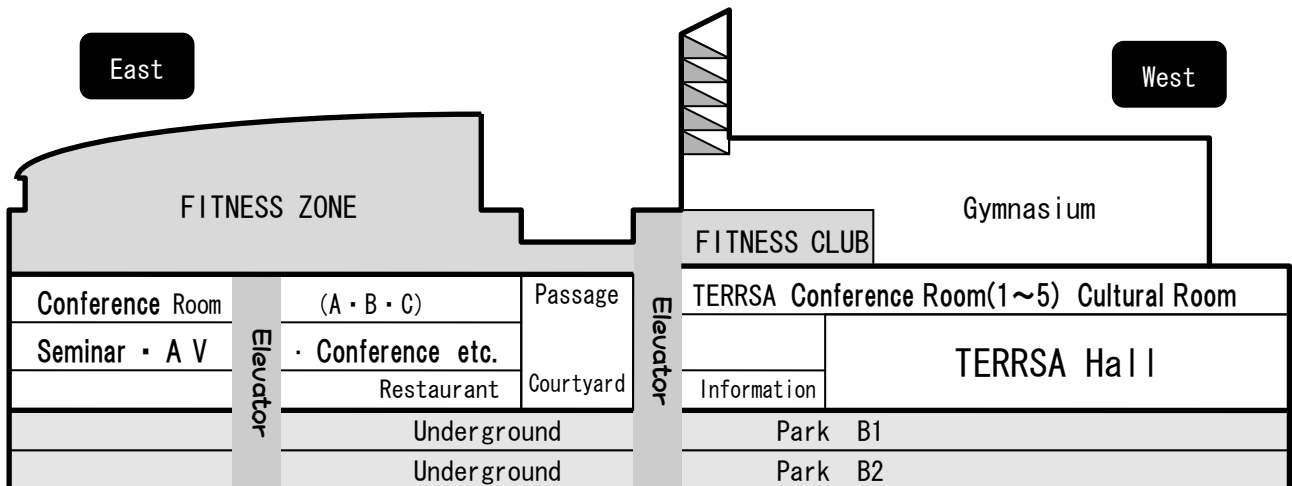 East
West
FITNESS ZONE
Gymnasium
FITNESS CLUB
Conference Room (A・B・C)
Passage
TERRSA Conference Room(1～5) Cultural Room
Elevator
Elevator
Seminar ・ A V ・ Conference etc.
TERRSA Hall
Restaurant
Courtyard
Information
Underground Park B1
Underground Park B2